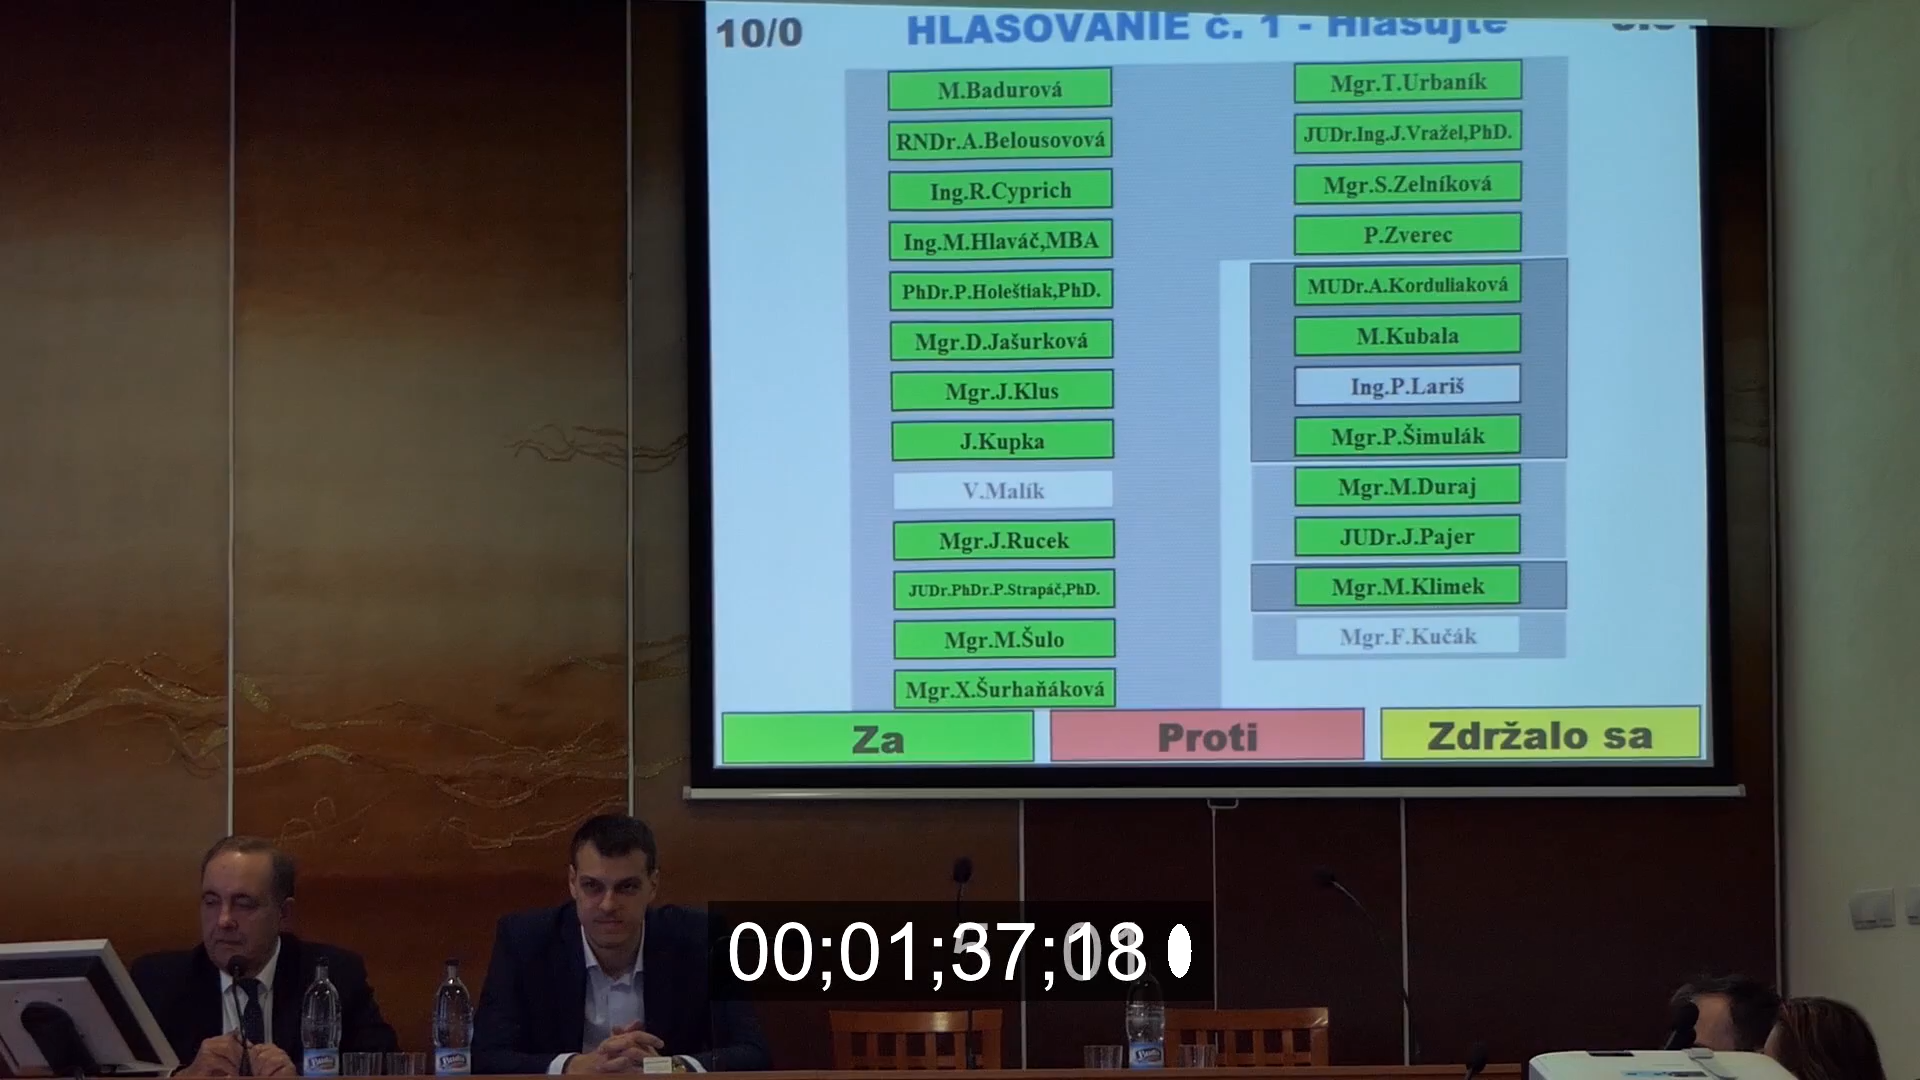 10/0
HLASOVANIE č. 1 - Hlasujte
M.Badurová
RNDr.A.Belousovová
Ing.R.Cyprich
Ing.M.Hlaváč,MBA
PhDr.P.Holeštiak,PhD.
Mgr.D.Jašurková
Mgr.J.Klus
J.Kupka
V.Malík
Mgr.J.Rucek
JUDr.PhDr.P.Strapáč,PhD.
Mgr.M.Šulo
Mgr.X.Šurhaňáková
Mgr.T.Urbaník
JUDr.Ing.J.Vražel,PhD.
Mgr.S.Zelníková
P.Zverec
MUDr.A.Korduliaková
M.Kubala
Ing.P.Lariš
Mgr.P.Šimulák
Mgr.M.Duraj
JUDr.J.Pajer
Mgr.M.Klimek
Mgr.F.Kučák
Za
Proti
Zdržalo sa
00;01;37;18